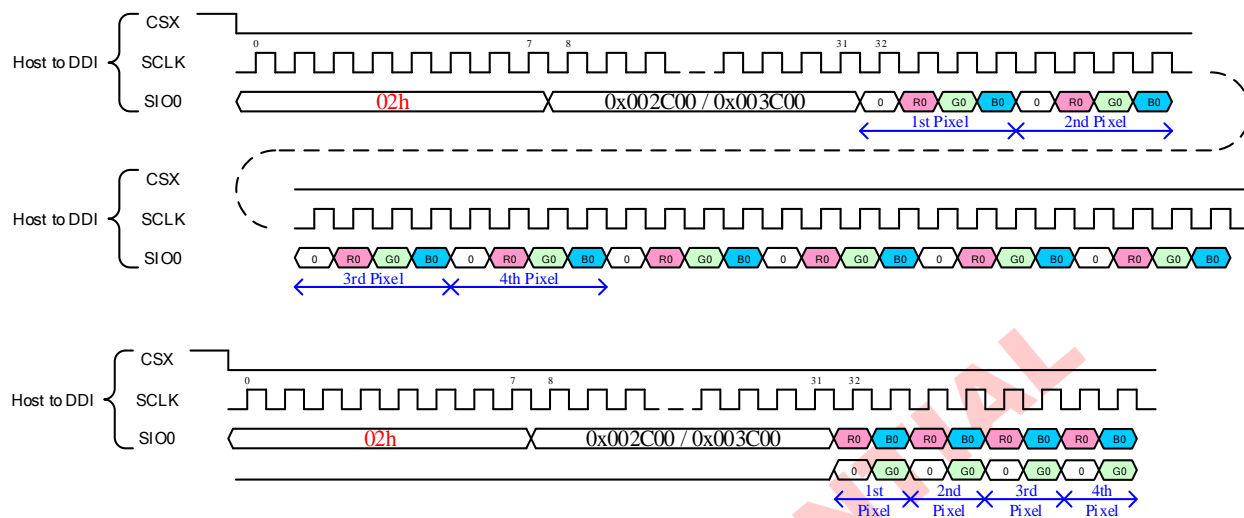 CSX
0 7 8 31 32
Host to DDI SCLK
SIO0 02h 0x002C00 / 0x003C00 0 R0 G0 B0 0 R0 G0 B0
1st Pixel 2nd Pixel
CSX
Host to DDI SCLK
SIO0 0 R0 G0 B0 0 R0 G0 B0 0 R0 G0 B0 0 R0 G0 B0 0 R0 G0 B0 0 R0 G0 B0
3rd Pixel 4th Pixel
CSX
0 7 8 31 32
Host to DDI SCLK
SIO0 02h 0x002C00 / 0x003C00 R0 B0 R0 B0 R0 B0 R0 B0
0 G0 0 G0 0 G0 0 G0
1st 2nd 3rd 4th
Pixel Pixel Pixel Pixel
NTIAL